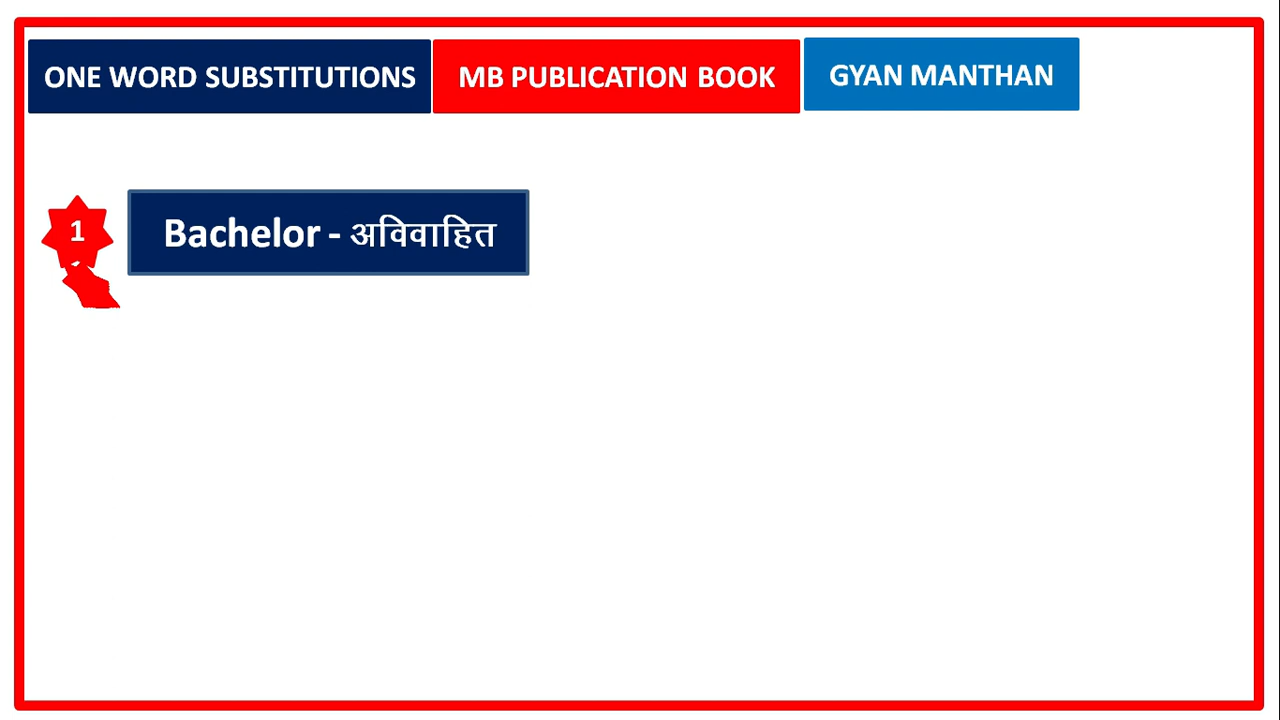 ONE WORD SUBSTITUTIONS MB PUBLICATION BOOK GYAN MANTHAN
1 Bachelor - अविवाहित